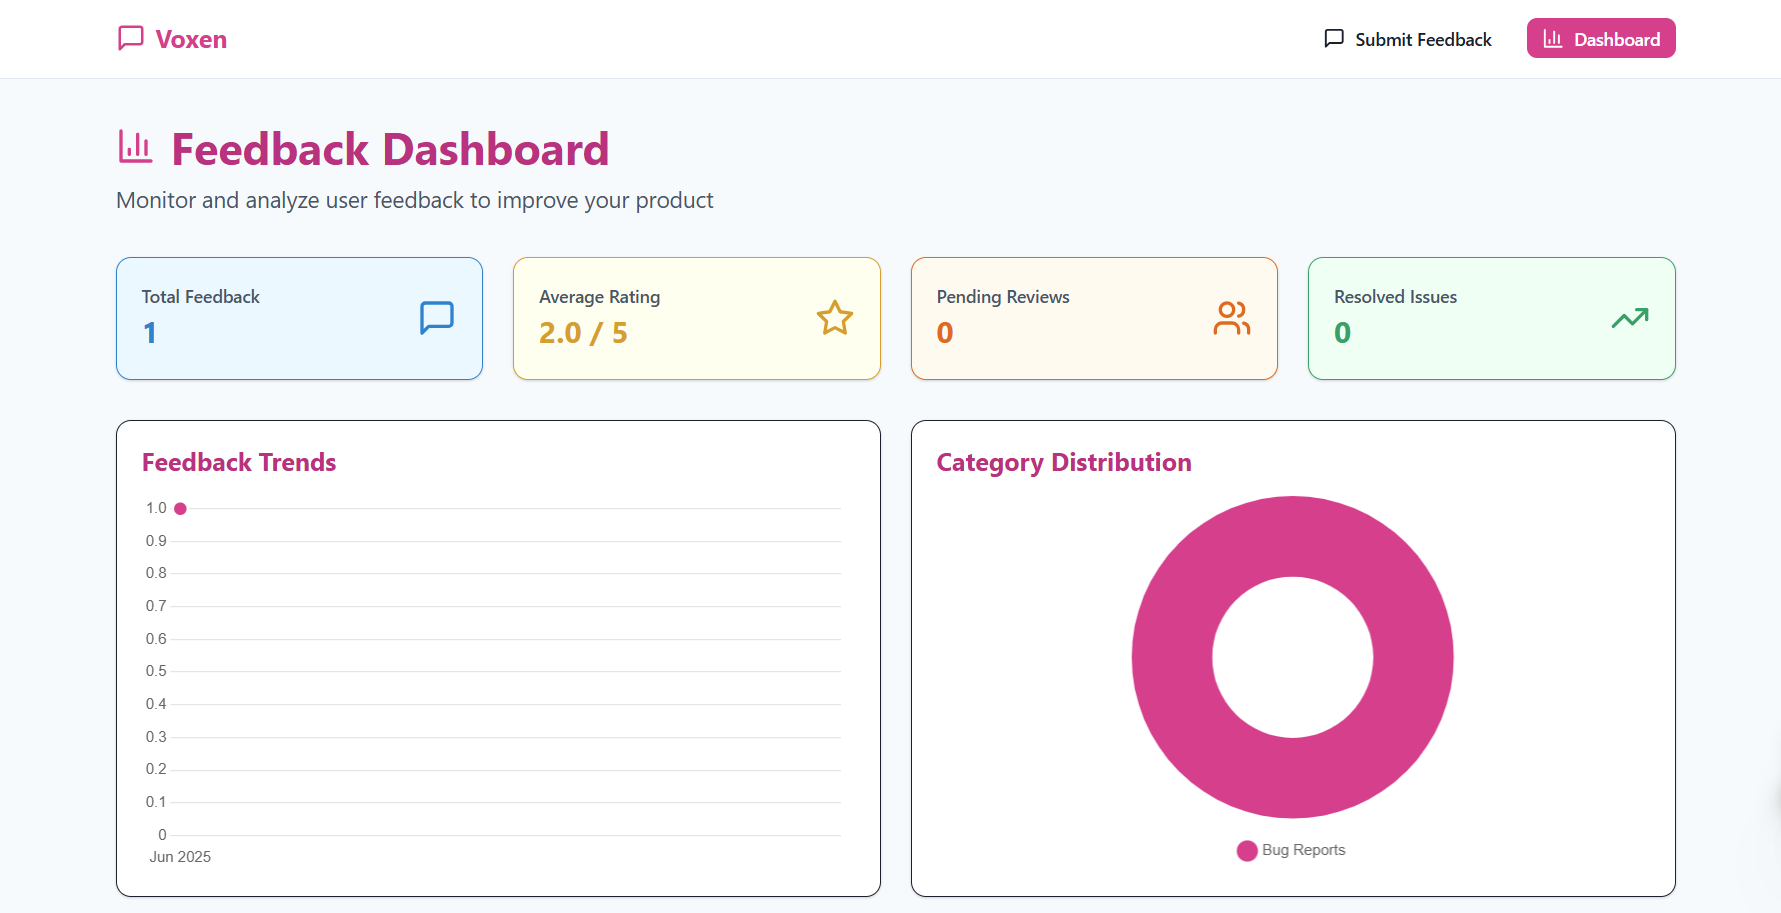 Voxen
Submit Feedback
Dashboard
Feedback Dashboard
Monitor and analyze user feedback to improve your product
Total Feedback
1
Average Rating
2.0 / 5
Pending Reviews
0
Resolved Issues
0
Feedback Trends
1.0
0.9
0.8
0.7
0.6
0.5
0.4
0.3
0.2
0.1
0
Jun 2025
Category Distribution
Bug Reports